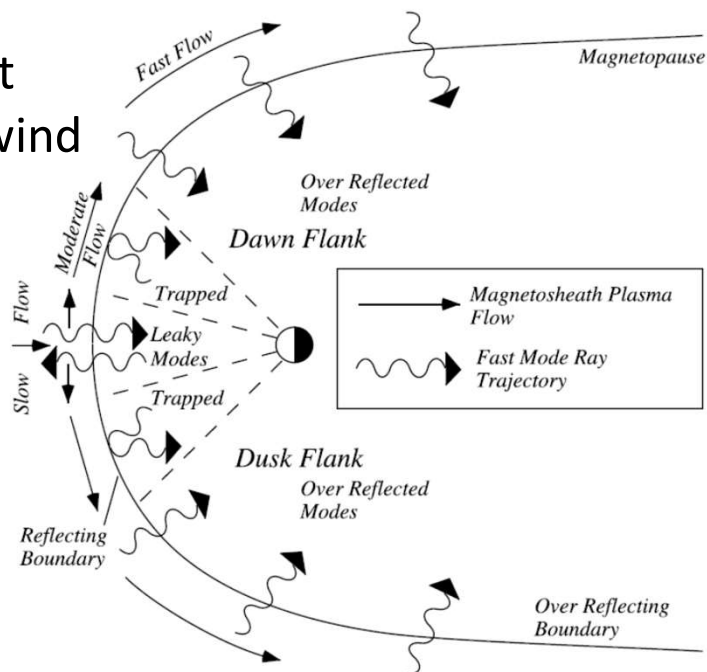 t
wind
Fast Flow
Magnetopause
Over Reflected
Modes
Moderate
Flow
Dawn Flank
Trapped
Magnetosheath Plasma
Flow
Flow
Leaky
Modes
Fast Mode Ray
Trajectory
Slow
Trapped
Dusk Flank
Over Reflected
Modes
Reflecting
Boundary
Over Reflecting
Boundary